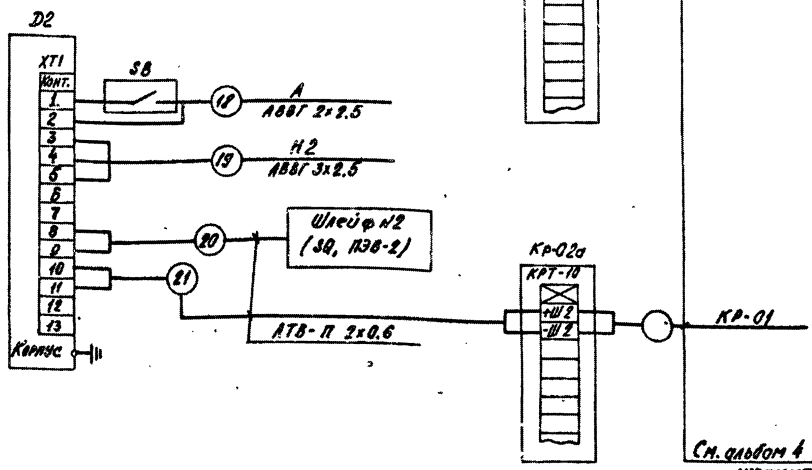 D2
XT1
Конт.
1
2
3
4
5
6
7
8
9
10
11
12
13
Корпус
SB
18
А
АВВГ 2×2.5
19
Н2
АВВГ 3×2.5
20
Шлейф N2
(SQ, ПЭВ-2)
21
АТВ-П 2×0.6
КР-02а
КРТ-10
+Ш2
-Ш2
КР-01
См. альбом 4